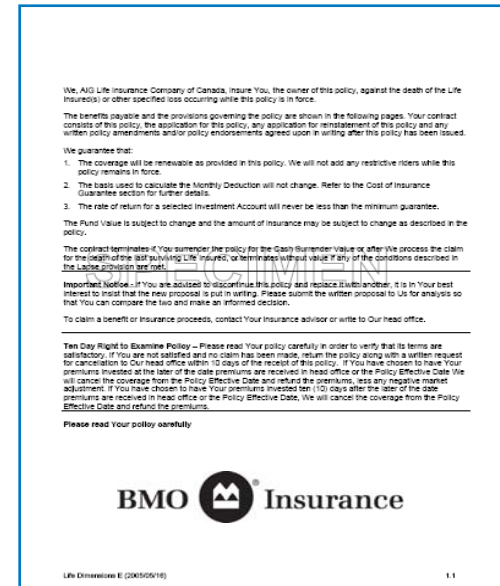 We, AIG Life Insurance Company of Canada, insure You, the owner of this policy, against the death of the Life
Insured(s) or other specified loss occurring while this policy is in force.
The benefits payable and the provisions governing the policy are shown in the following pages. Your contract
consists of this policy, the application for this policy, any application for reinstatement of this policy and any
written policy amendments and/or policy endorsements agreed upon in writing after this policy has been issued.
We guarantee that:
1. The coverage will be renewable as provided in this policy. We will not add any restrictive riders while this
policy remains in force.
2. The basis used to calculate the Monthly Deduction will not change. Refer to the Cost of Insurance
Guarantee section for further details.
3. The rate of return for a selected Investment Account will never be less than the minimum guarantee.
The Fund Value is subject to change and the amount of insurance may be subject to change as described in the
policy.
The contract terminates if You surrender the policy for the Cash Surrender Value or after We process the claim
for the death of the last surviving Life Insured, or terminates without value if any of the conditions described in
the Lapse provision are met.
SPECIMEN
Important Notice - If You are advised to discontinue this policy and replace it with another, it is in Your best
interest to insist that the new proposal is put in writing. Please submit the written proposal to Us for analysis so
that You can compare the two and make an informed decision.
To claim a benefit or insurance proceeds, contact Your insurance advisor or write to Our head office.
Ten Day Right to Examine Policy – Please read Your policy carefully in order to verify that its terms are
satisfactory. If You are not satisfied and no claim has been made, return the policy along with a written request
for cancellation to Our head office within 10 days of the receipt of this policy. If You have chosen to have Your
premiums invested at the later of the date premiums are received in head office or the Policy Effective Date We
will cancel the coverage from the Policy Effective Date and refund the premiums, less any negative market
adjustment. If You have chosen to have Your premiums invested ten (10) days after the later of the date
premiums are received in head office or the Policy Effective Date, We will cancel the coverage from the Policy
Effective Date and refund the premiums.
Please read Your policy carefully
BMO Insurance
Life Dimensions E (2005/05/16) 1.1